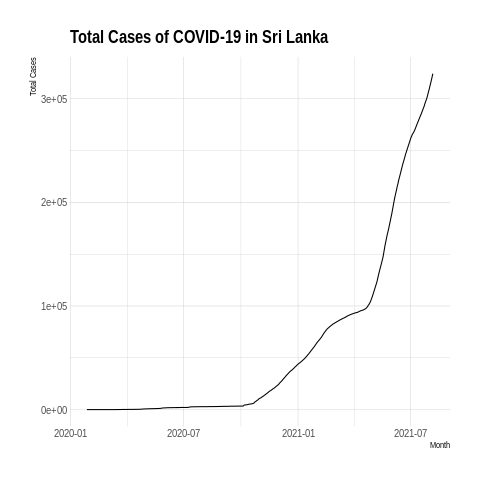 Total Cases of COVID-19 in Sri Lanka
Total Cases
3e+05
2e+05
1e+05
0e+00
2020-01 2020-07 2021-01 2021-07
Month